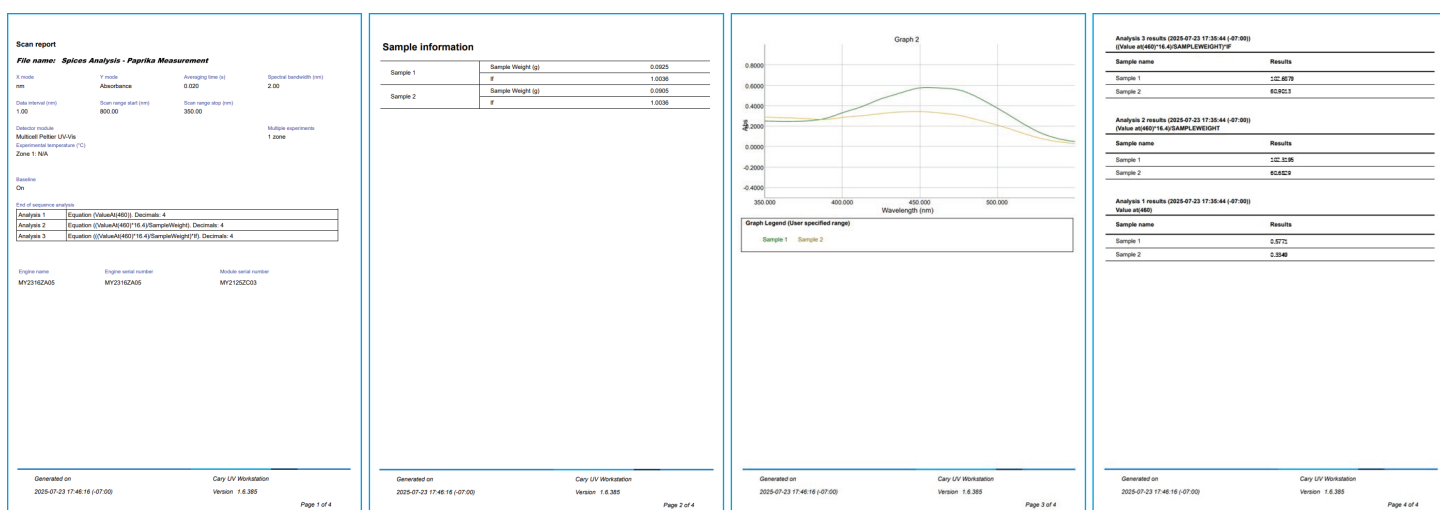 Scan report
File name: Spices Analysis - Paprika Measurement
X mode Y mode Averaging time (s) Spectral bandwidth (nm)
nm Absorbance 0.020 2.00
Data interval (nm) Scan range start (nm) Scan range stop (nm)
1.00 800.00 350.00
Detector module Multiple experiments
Multicell Peltier UV-Vis 1 zone
Experimental temperature (°C)
Zone 1: N/A
Baseline
On
End of sequence analysis
Analysis 1 Equation (ValueAt(460)). Decimals: 4
Analysis 2 Equation ((ValueAt(460)*16.4)/SampleWeight). Decimals: 4
Analysis 3 Equation (((ValueAt(460)*16.4)/SampleWeight)*If). Decimals: 4
Engine name Engine serial number Module serial number
MY2316ZA05 MY2316ZA05 MY2125ZC03
Generated on Cary UV Workstation
2025-07-23 17:46:16 (-07:00) Version 1.6.385
Page 1 of 4
Sample information
Sample 1 Sample Weight (g) 0.0925
If 1.0036
Sample 2 Sample Weight (g) 0.0905
If 1.0036
Generated on Cary UV Workstation
2025-07-23 17:46:16 (-07:00) Version 1.6.385
Page 2 of 4
Graph 2
0.8000
0.6000
0.4000
0.2000
Abs
0.0000
-0.2000
-0.4000
350.000 400.000 450.000 500.000
Wavelength (nm)
Graph Legend (User specified range)
Sample 1 Sample 2
Generated on Cary UV Workstation
2025-07-23 17:46:16 (-07:00) Version 1.6.385
Page 3 of 4
Analysis 3 results (2025-07-23 17:35:44 (-07:00))
((Value at(460)*16.4)/SAMPLEWEIGHT)*IF
Sample name Results
Sample 1 102.6879
Sample 2 60.9013
Analysis 2 results (2025-07-23 17:35:44 (-07:00))
(Value at(460)*16.4)/SAMPLEWEIGHT
Sample name Results
Sample 1 102.3195
Sample 2 60.6829
Analysis 1 results (2025-07-23 17:35:44 (-07:00))
Value at(460)
Sample name Results
Sample 1 0.5771
Sample 2 0.3349
Generated on Cary UV Workstation
2025-07-23 17:46:16 (-07:00) Version 1.6.385
Page 4 of 4